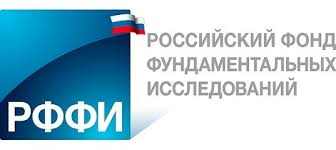 РФФИ
РОССИЙСКИЙ ФОНД
ФУНДАМЕНТАЛЬНЫХ
ИССЛЕДОВАНИЙ